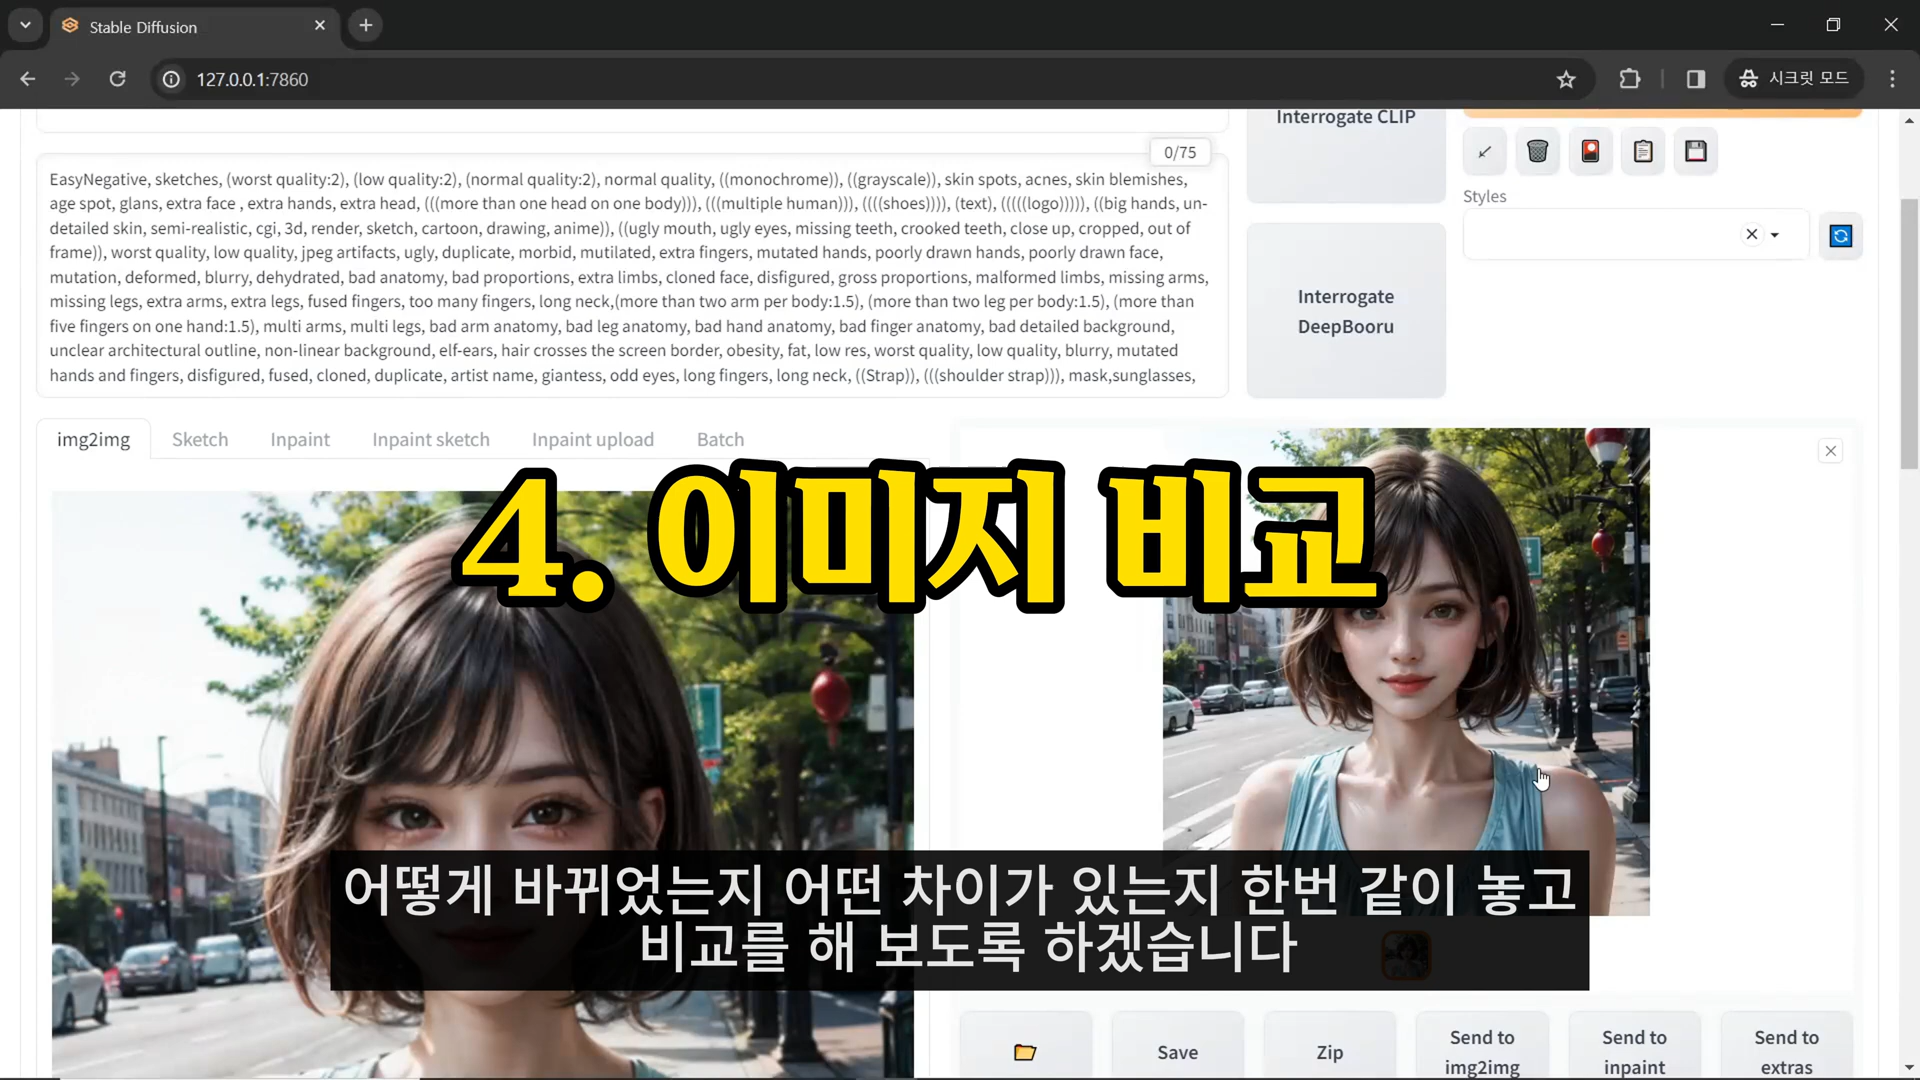 Stable Diffusion
127.0.0.1:7860
시크릿 모드
Interrogate CLIP
0/75
EasyNegative, sketches, (worst quality:2), (low quality:2), (normal quality:2), normal quality, ((monochrome)), ((grayscale)), skin spots, acnes, skin blemishes,
age spot, glans, extra face , extra hands, extra head, (((more than one head on one body))), (((multiple human))), ((((shoes)))), (text), (((((logo))))), ((big hands, un-
detailed skin, semi-realistic, cgi, 3d, render, sketch, cartoon, drawing, anime)), ((ugly mouth, ugly eyes, missing teeth, crooked teeth, close up, cropped, out of
frame)), worst quality, low quality, jpeg artifacts, ugly, duplicate, morbid, mutilated, extra fingers, mutated hands, poorly drawn hands, poorly drawn face,
mutation, deformed, blurry, dehydrated, bad anatomy, bad proportions, extra limbs, cloned face, disfigured, gross proportions, malformed limbs, missing arms,
missing legs, extra arms, extra legs, fused fingers, too many fingers, long neck,(more than two arm per body:1.5), (more than two leg per body:1.5), (more than
five fingers on one hand:1.5), multi arms, multi legs, bad arm anatomy, bad leg anatomy, bad hand anatomy, bad finger anatomy, bad detailed background,
unclear architectural outline, non-linear background, elf-ears, hair crosses the screen border, obesity, fat, low res, worst quality, low quality, blurry, mutated
hands and fingers, disfigured, fused, cloned, duplicate, artist name, giantess, odd eyes, long fingers, long neck, ((Strap)), (((shoulder strap))), mask,sunglasses,
Interrogate
DeepBooru
Styles
img2img Sketch Inpaint Inpaint sketch Inpaint upload Batch
4. 이미지 비교
어떻게 바뀌었는지 어떤 차이가 있는지 한번 같이 놓고
비교를 해 보도록 하겠습니다
Save
Zip
Send to
img2img
Send to
inpaint
Send to
extras